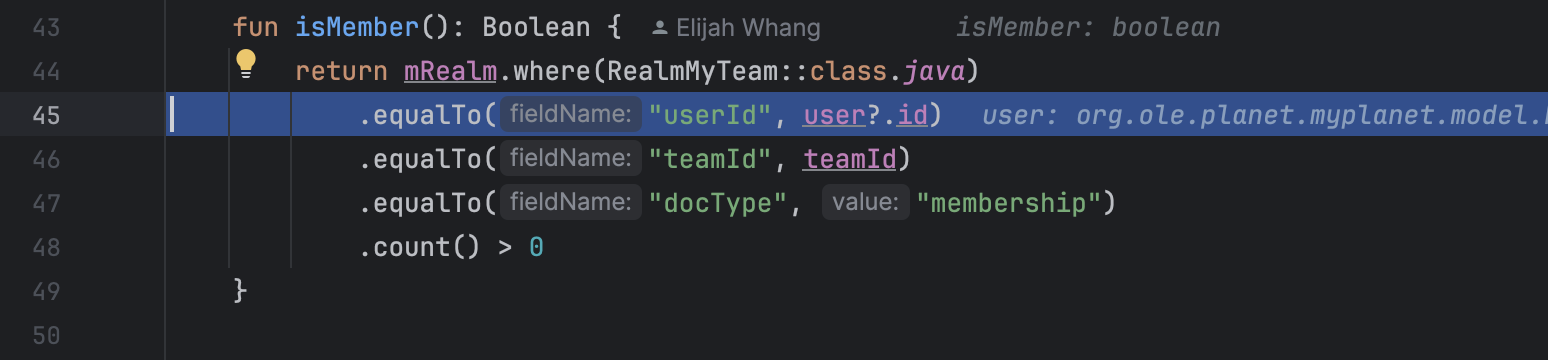 43 fun isMember(): Boolean { Elijah Whang isMember: boolean
44 return mRealm.where(RealmMyTeam::class.java)
45 .equalTo( fieldName: "userId", user?.id) user: org.ole.planet.myplanet.model.
46 .equalTo( fieldName: "teamId", teamId)
47 .equalTo( fieldName: "docType", value: "membership")
48 .count() > 0
49 }
50